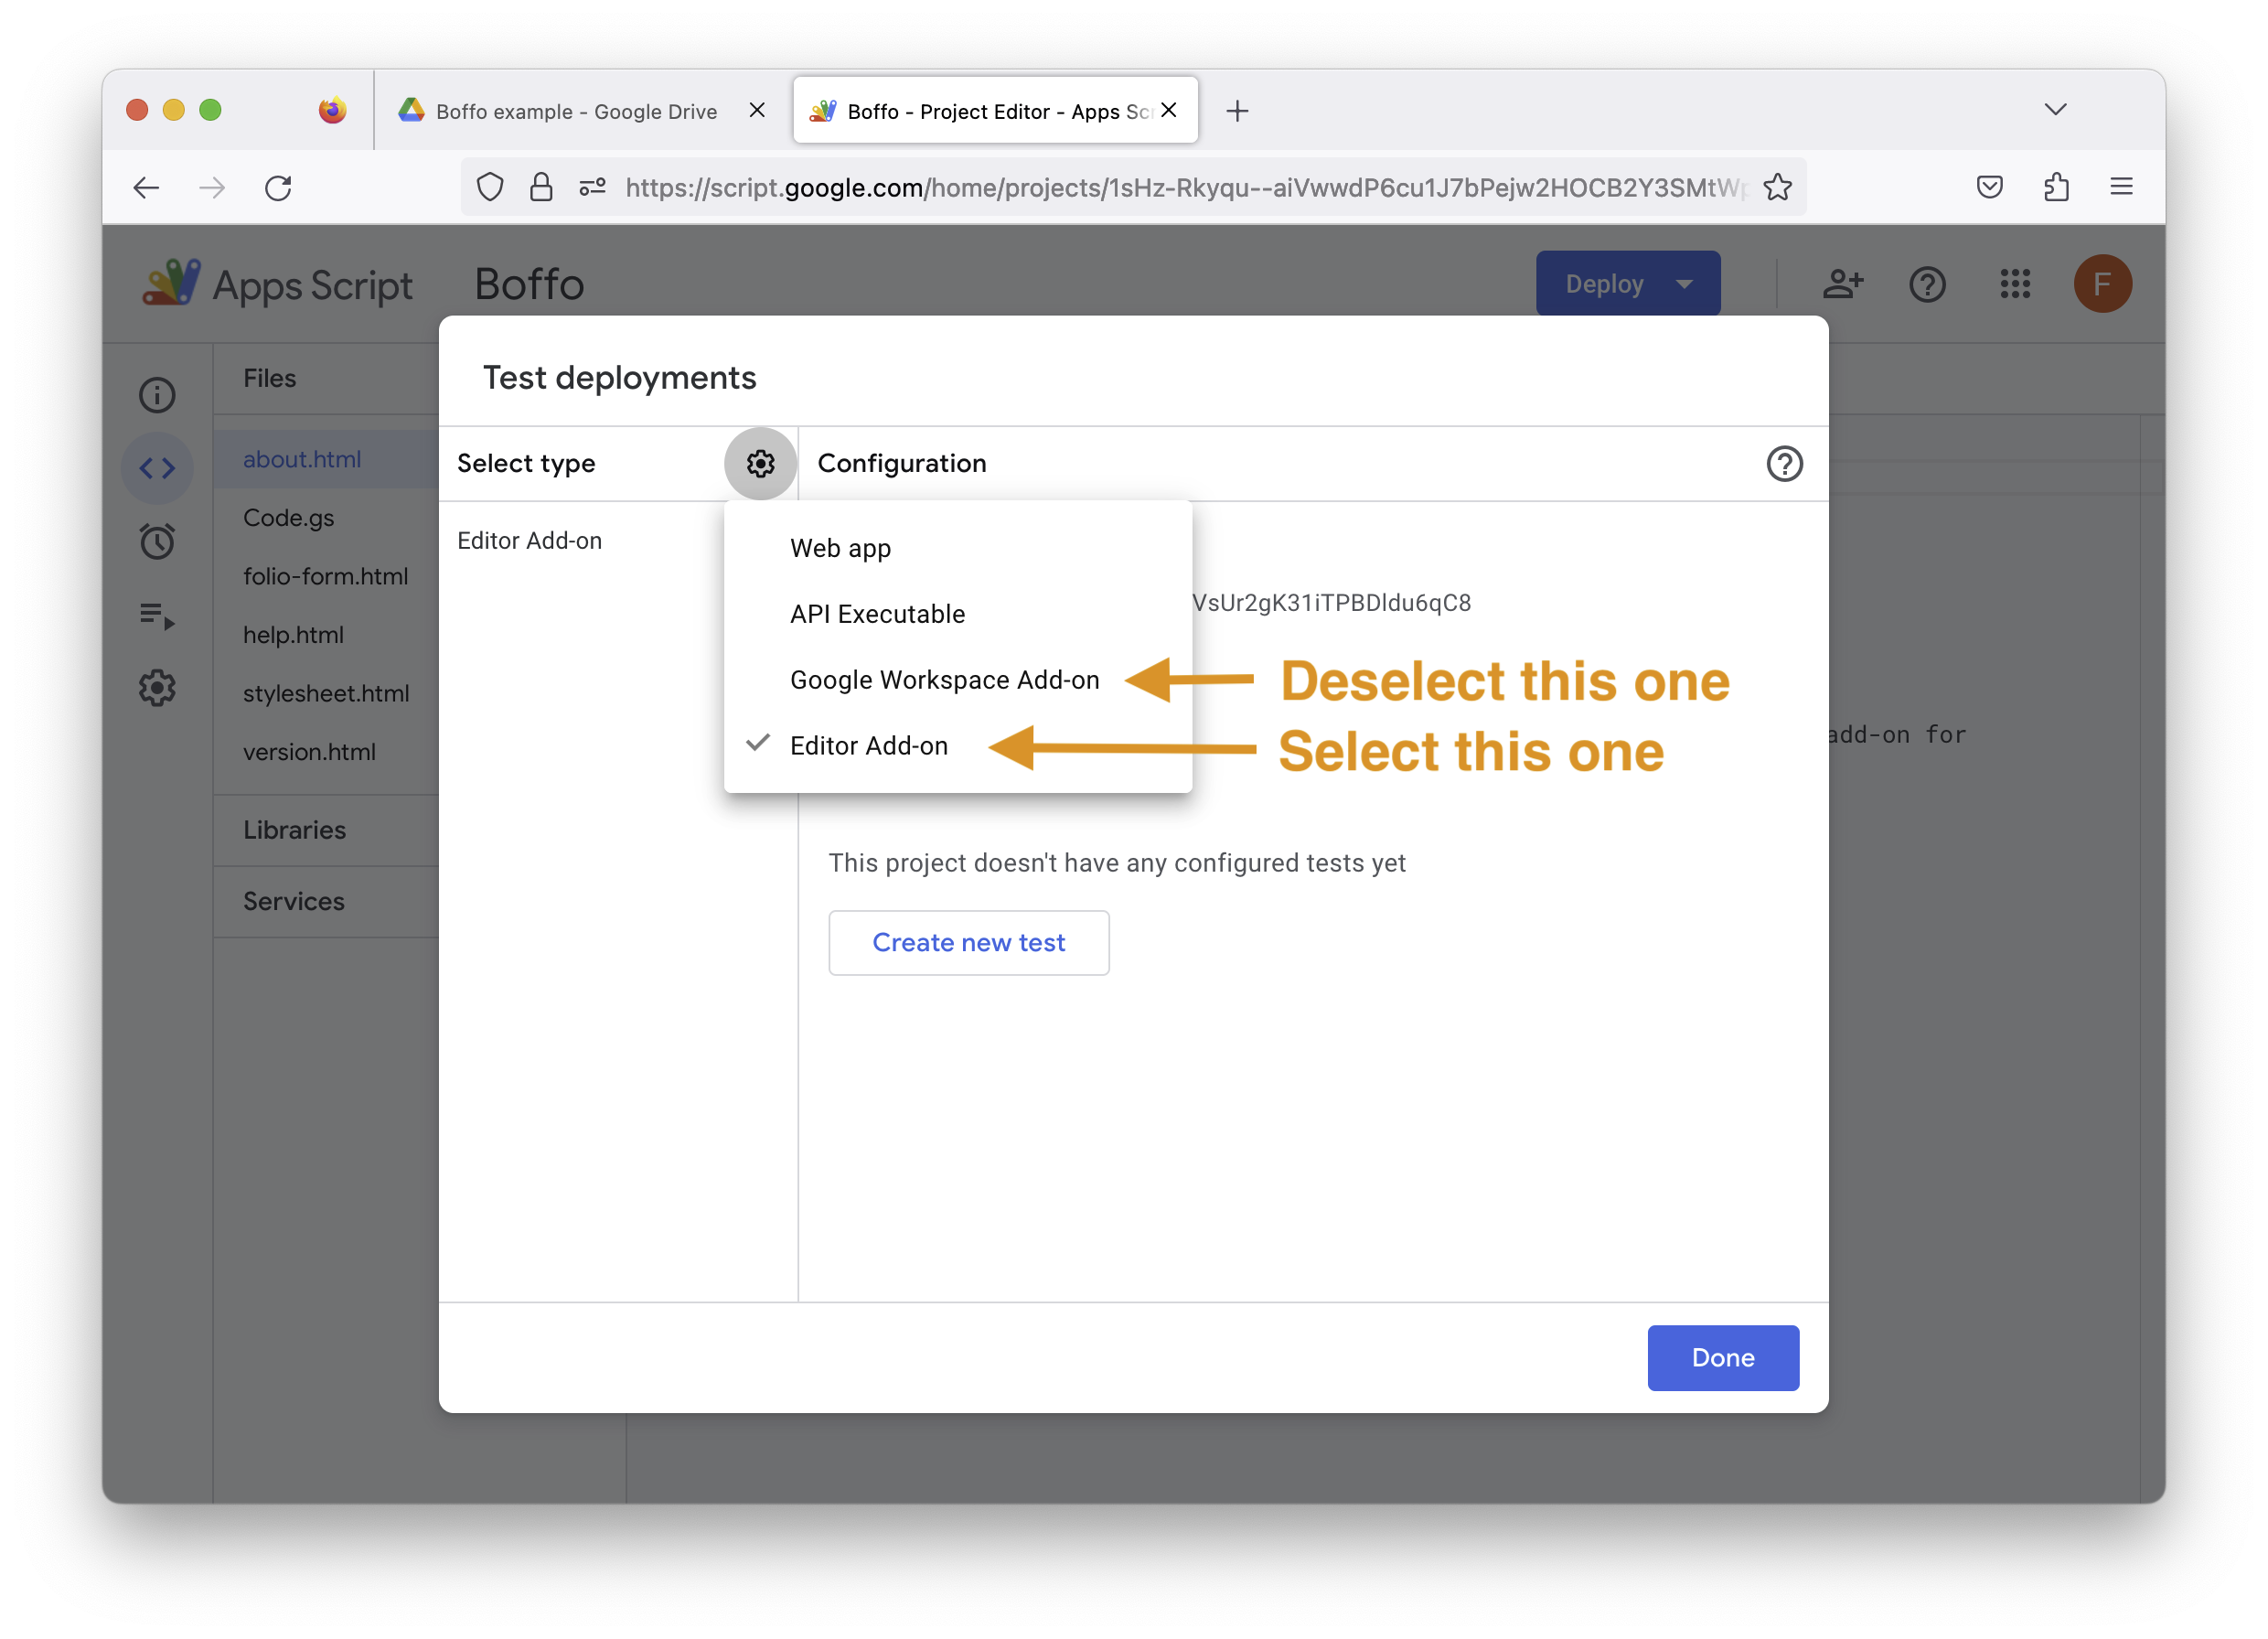 Boffo example - Google Drive
Boffo - Project Editor - Apps Scr
https://script.google.com/home/projects/1sHz-Rkyqu--aiVwwdP6cu1J7bPejw2HOCB2Y3SMtWp
Apps Script
Boffo
Deploy
F
Test deployments
Files
Select type
Configuration
about.html
Code.gs
folio-form.html
help.html
stylesheet.html
version.html
Libraries
Services
Editor Add-on
Web app
API Executable
Google Workspace Add-on
Editor Add-on
VsUr2gK31iTPBDldu6qC8
Deselect this one
Select this one
add-on for
This project doesn't have any configured tests yet
Create new test
Done